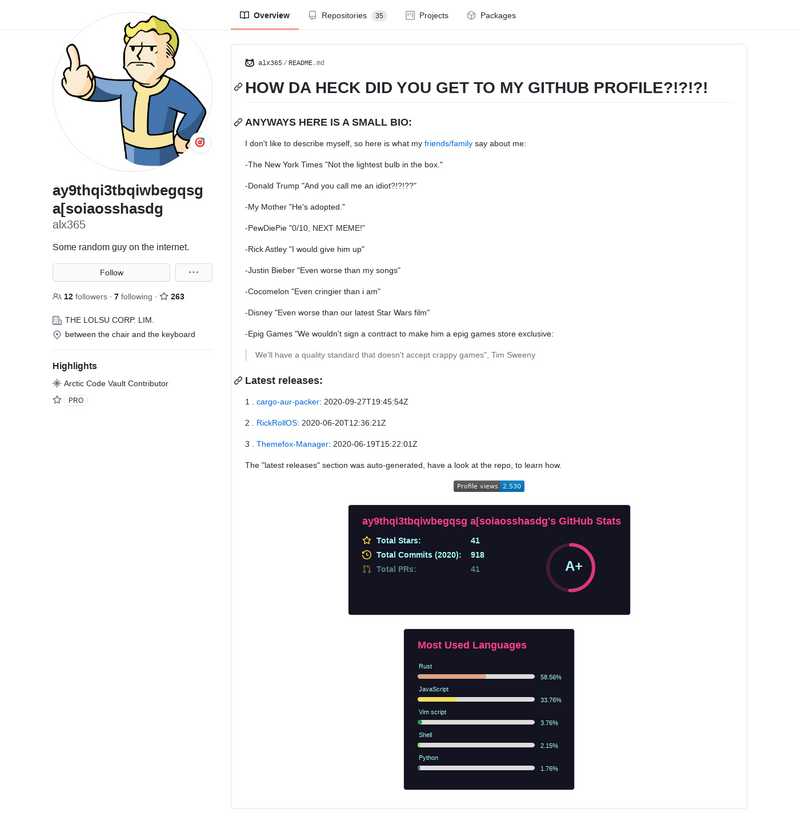 Overview
Repositories 35
Projects
Packages
ay9thqi3tbqiwbegqsg
a[soiaosshasdg
alx365
Some random guy on the internet.
Follow
···
12 followers · 7 following · 263
THE LOLSU CORP. LIM.
between the chair and the keyboard
Highlights
Arctic Code Vault Contributor
PRO
alx365/README.md
HOW DA HECK DID YOU GET TO MY GITHUB PROFILE?!?!?!
ANYWAYS HERE IS A SMALL BIO:
I don't like to describe myself, so here is what my friends/family say about me:
-The New York Times "Not the lightest bulb in the box."
-Donald Trump "And you call me an idiot?!?!??"
-My Mother "He's adopted."
-PewDiePie "0/10, NEXT MEME!"
-Rick Astley "I would give him up"
-Justin Bieber "Even worse than my songs"
-Cocomelon "Even cringier than i am"
-Disney "Even worse than our latest Star Wars film"
-Epig Games "We wouldn't sign a contract to make him a epig games store exclusive:
We'll have a quality standard that doesn't accept crappy games", Tim Sweeny
Latest releases:
1 . cargo-aur-packer: 2020-09-27T19:45:54Z
2 . RickRollOS: 2020-06-20T12:36:21Z
3 . Themefox-Manager: 2020-06-19T15:22:01Z
The "latest releases" section was auto-generated, have a look at the repo, to learn how.
Profile views 2,530
ay9thqi3tbqiwbegqsg a[soiaosshasdg's GitHub Stats
Total Stars: 41
Total Commits (2020): 918
Total PRs: 41
A+
Most Used Languages
Rust
58.56%
JavaScript
33.76%
Vim script
3.76%
Shell
2.15%
Python
1.76%